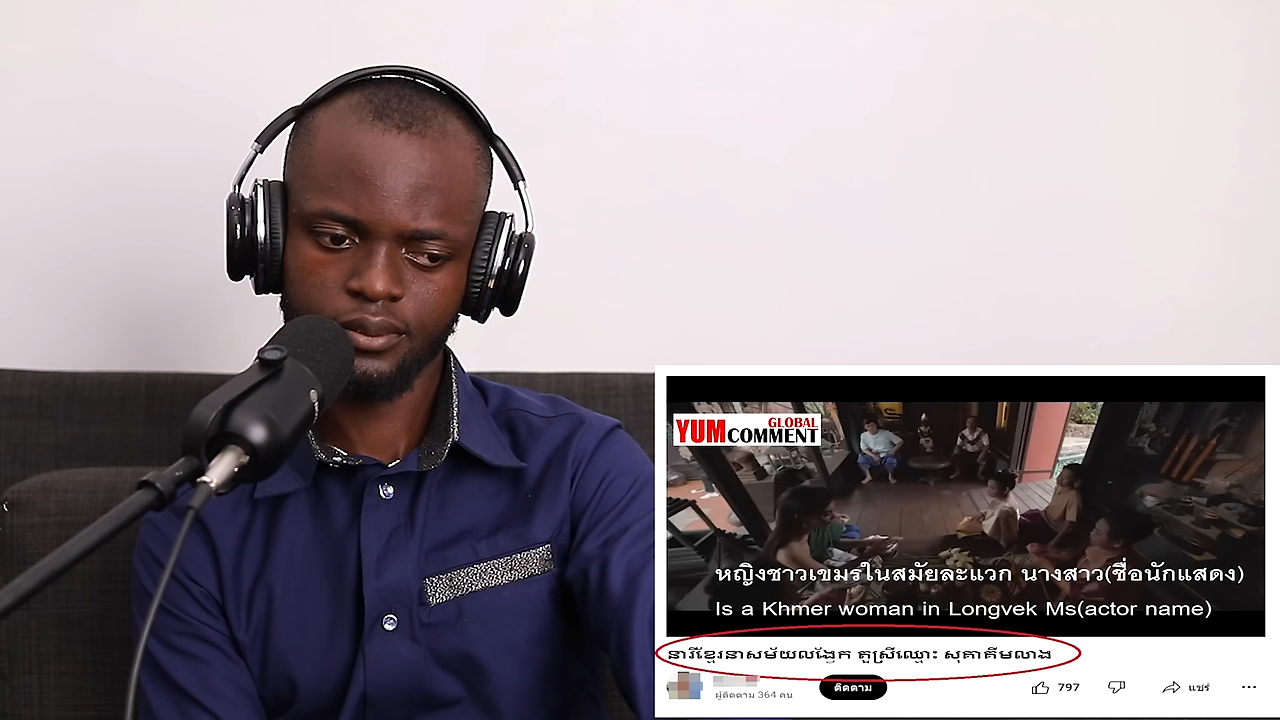 GLOBAL
YUMCOMMENT
หญิงชาวเขมรในสมัยละแวก นางสาว(ชื่อนักแสดง)
Is a Khmer woman in Longvek Ms(actor name)
នារីខ្មែរនាសម័យលង្វែក តួស្រីឈ្មោះ សុគាគីមលាង
ผู้ติดตาม 364 คน
ติดตาม
797
แชร์